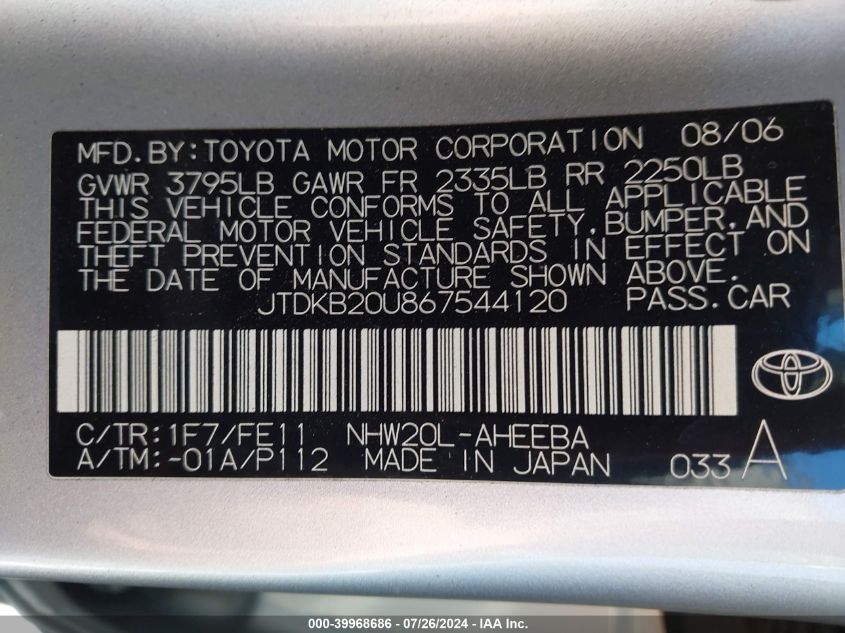 MFD.BY:TOYOTA MOTOR CORPORATION 08/06
GVWR 3795LB GAWR FR 2335LB RR 2250LB
THIS VEHICLE CONFORMS TO ALL APPLICABLE
FEDERAL MOTOR VEHICLE SAFETY,BUMPER,AND
THEFT PREVENTION STANDARDS IN EFFECT ON
THE DATE OF MANUFACTURE SHOWN ABOVE.
JTDKB20U867544120 PASS.CAR
C/TR:1F7/FE11 NHW20L-AHEEBA
A/TM:-01A/P112 MADE IN JAPAN 033 A
000-39968686 / 07/26/2024 - IAA Inc.